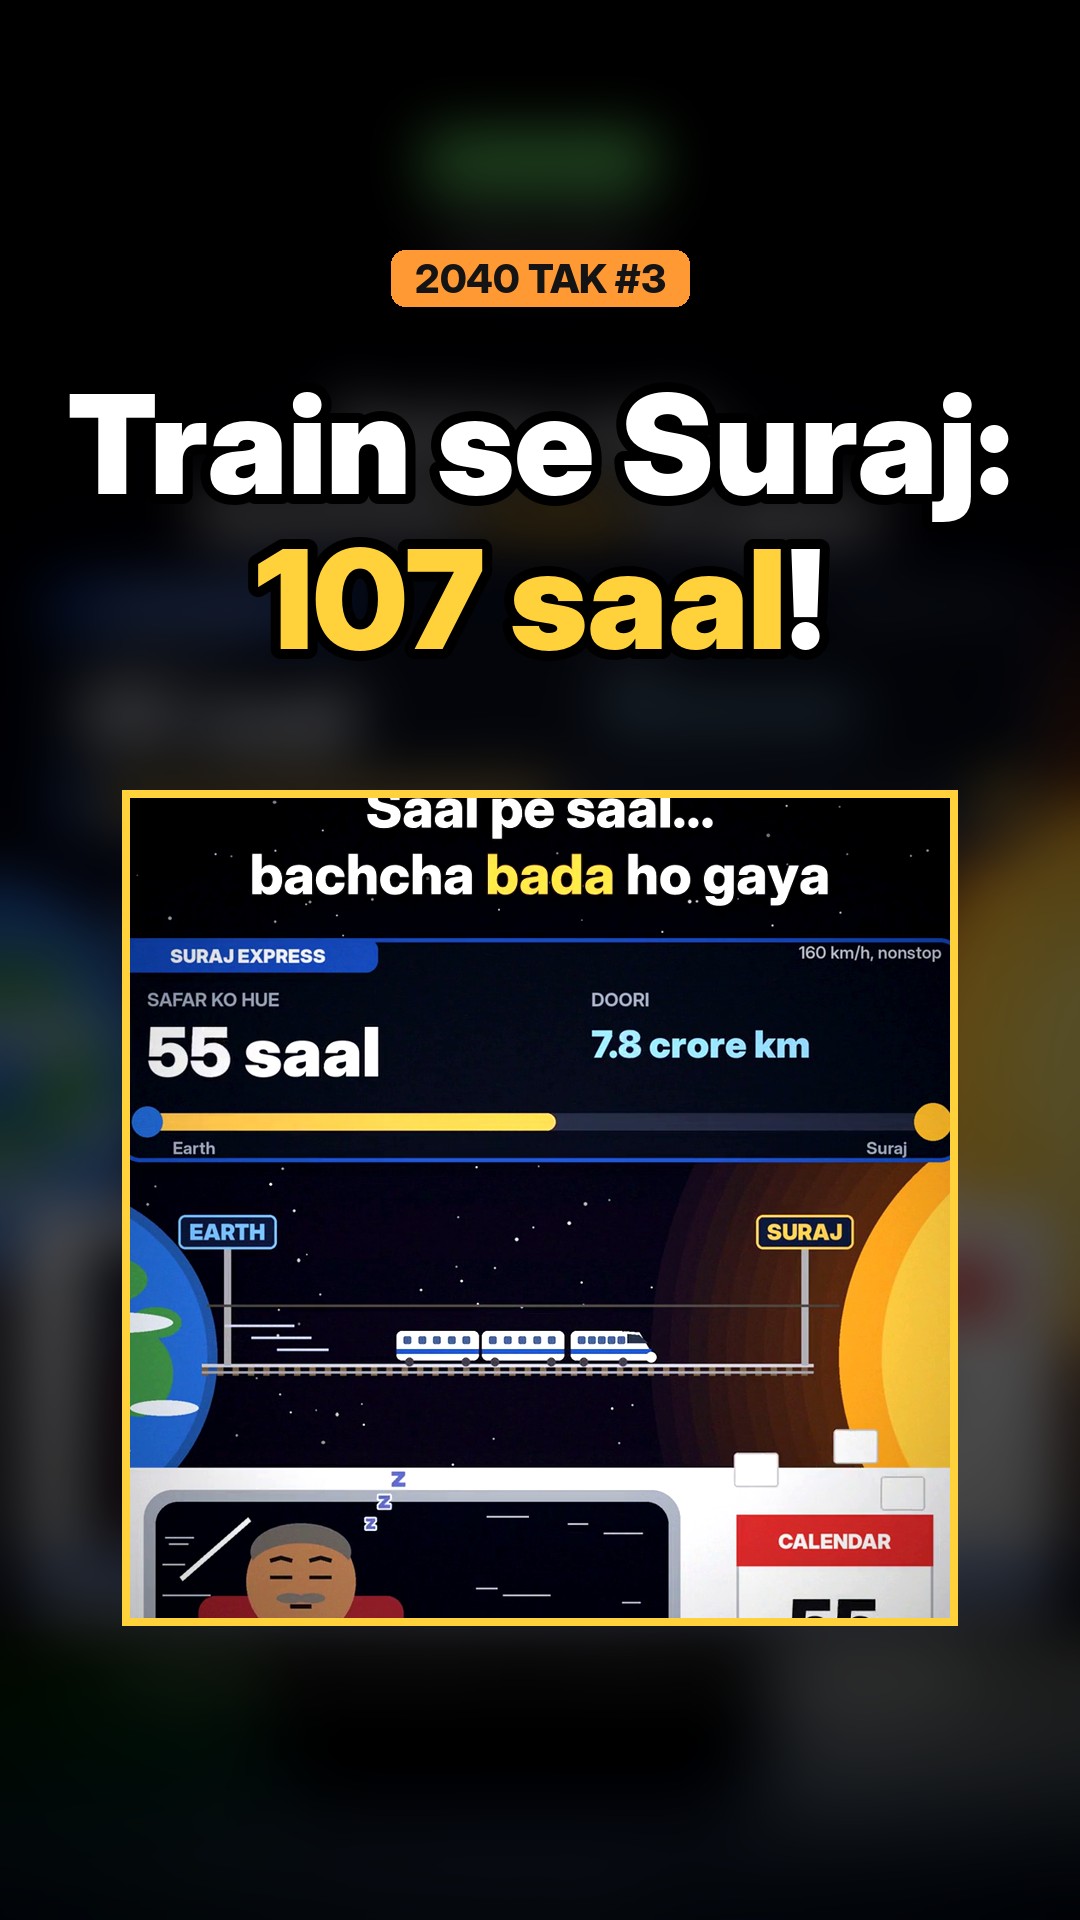 2040 TAK #3
Train se Suraj:
107 saal!
Saal pe saal...
bachcha bada ho gaya
SURAJ EXPRESS
160 km/h, nonstop
SAFAR KO HUE
DOORI
55 saal
7.8 crore km
Earth
Suraj
EARTH
SURAJ
z
z
z
CALENDAR
55